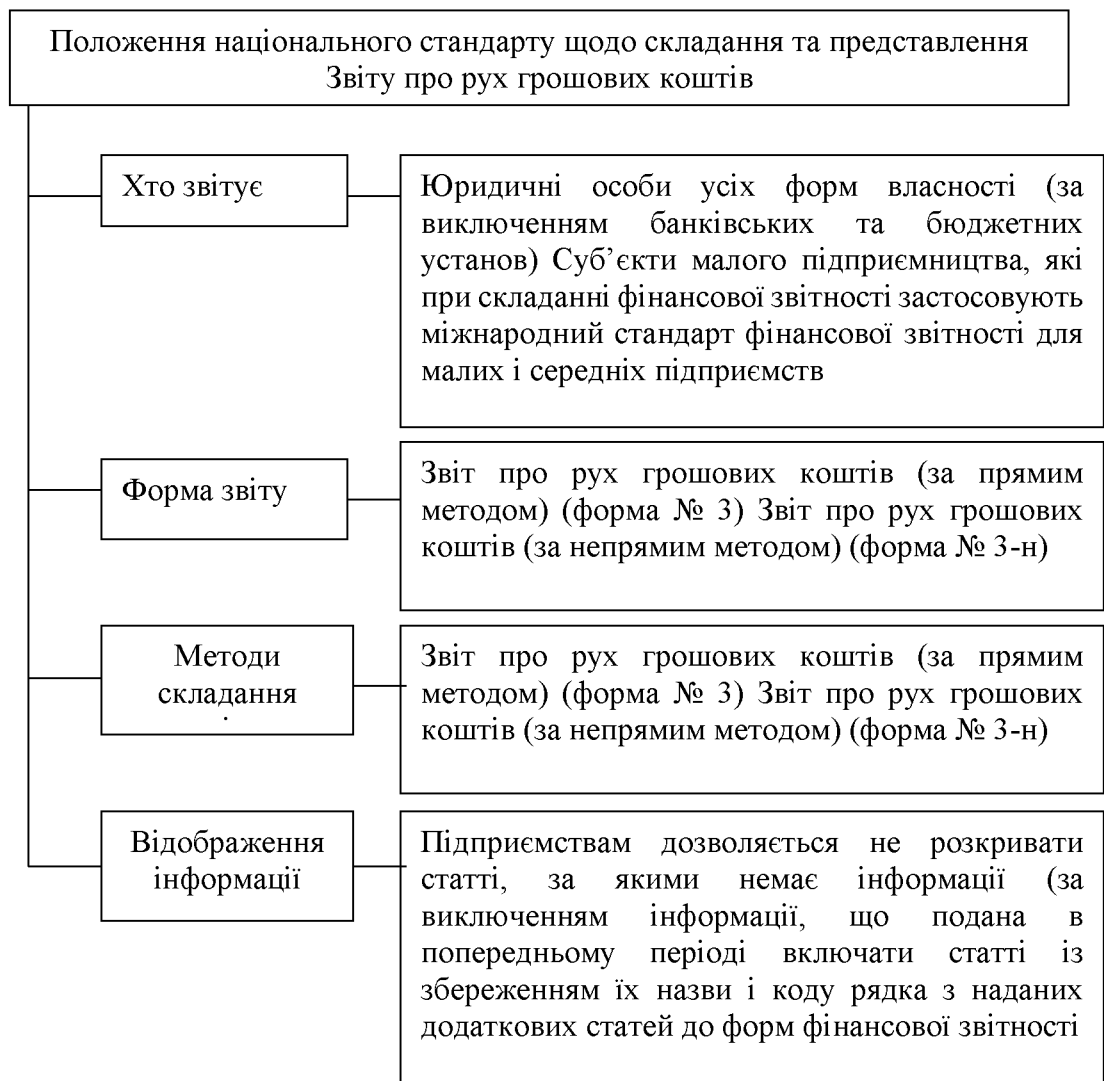 Положення національного стандарту щодо складання та представлення
Звіту про рух грошових коштів
Хто звітує
Юридичні особи усіх форм власності (за
виключенням банківських та бюджетних
установ) Суб’єкти малого підприємництва, які
при складанні фінансової звітності застосовують
міжнародний стандарт фінансової звітності для
малих і середніх підприємств
Форма звіту
Звіт про рух грошових коштів (за прямим
методом) (форма № 3) Звіт про рух грошових
коштів (за непрямим методом) (форма № 3-н)
Методи
складання
Звіт про рух грошових коштів (за прямим
методом) (форма № 3) Звіт про рух грошових
коштів (за непрямим методом) (форма № 3-н)
Відображення
інформації
Підприємствам дозволяється не розкривати
статті, за якими немає інформації (за
виключенням інформації, що подана в
попередньому періоді включати статті із
збереженням їх назви і коду рядка з наданих
додаткових статей до форм фінансової звітності